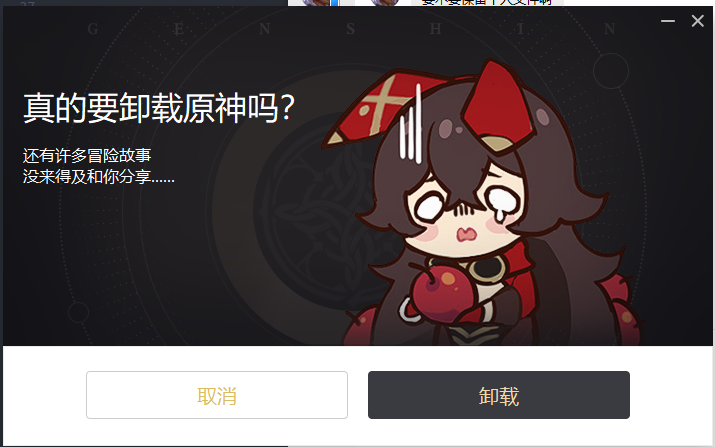 G E N S H I N
真的要卸载原神吗?
还有许多冒险故事
没来得及和你分享......
取消
卸载